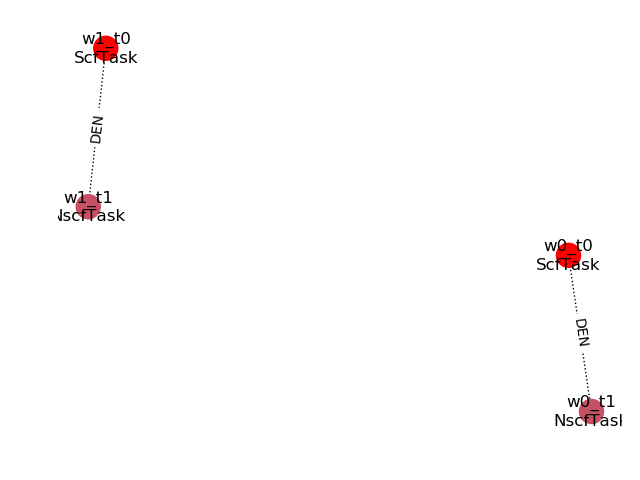 w1_t0
ScfTask
DEN
w1_t1
NscfTask
w0_t0
ScfTask
DEN
w0_t1
NscfTask